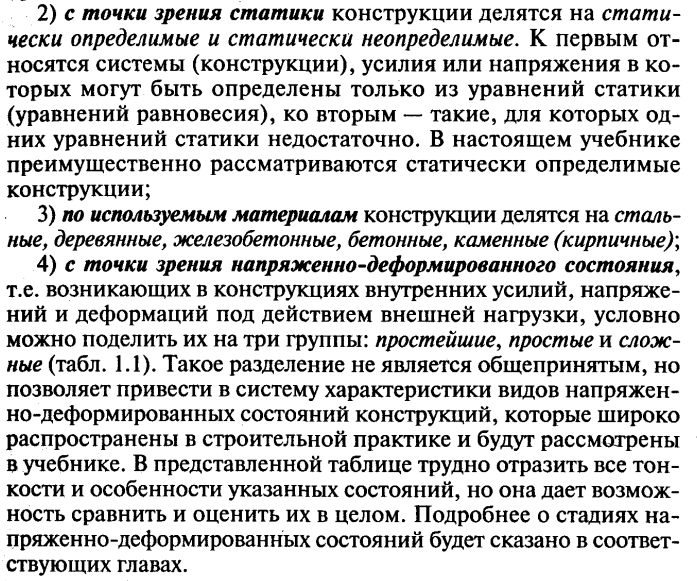 2) с точки зрения статики конструкции делятся на стати-
чески определимые и статически неопределимые. К первым от-
носятся системы (конструкции), усилия или напряжения в ко-
торых могут быть определены только из уравнений статики
(уравнений равновесия), ко вторым — такие, для которых од-
них уравнений статики недостаточно. В настоящем учебнике
преимущественно рассматриваются статически определимые
конструкции;
3) по используемым материалам конструкции делятся на сталь-
ные, деревянные, железобетонные, бетонные, каменные (кирпичные);
4) с точки зрения напряженно-деформированного состояния,
т.е. возникающих в конструкциях внутренних усилий, напряже-
ний и деформаций под действием внешней нагрузки, условно
можно поделить их на три группы: простейшие, простые и слож-
ные (табл. 1.1). Такое разделение не является общепринятым, но
позволяет привести в систему характеристики видов напряжен-
но-деформированных состояний конструкций, которые широко
распространены в строительной практике и будут рассмотрены
в учебнике. В представленной таблице трудно отразить все тон-
кости и особенности указанных состояний, но она дает возмож-
ность сравнить и оценить их в целом. Подробнее о стадиях на-
пряженно-деформированных состояний будет сказано в соответ-
ствующих главах.